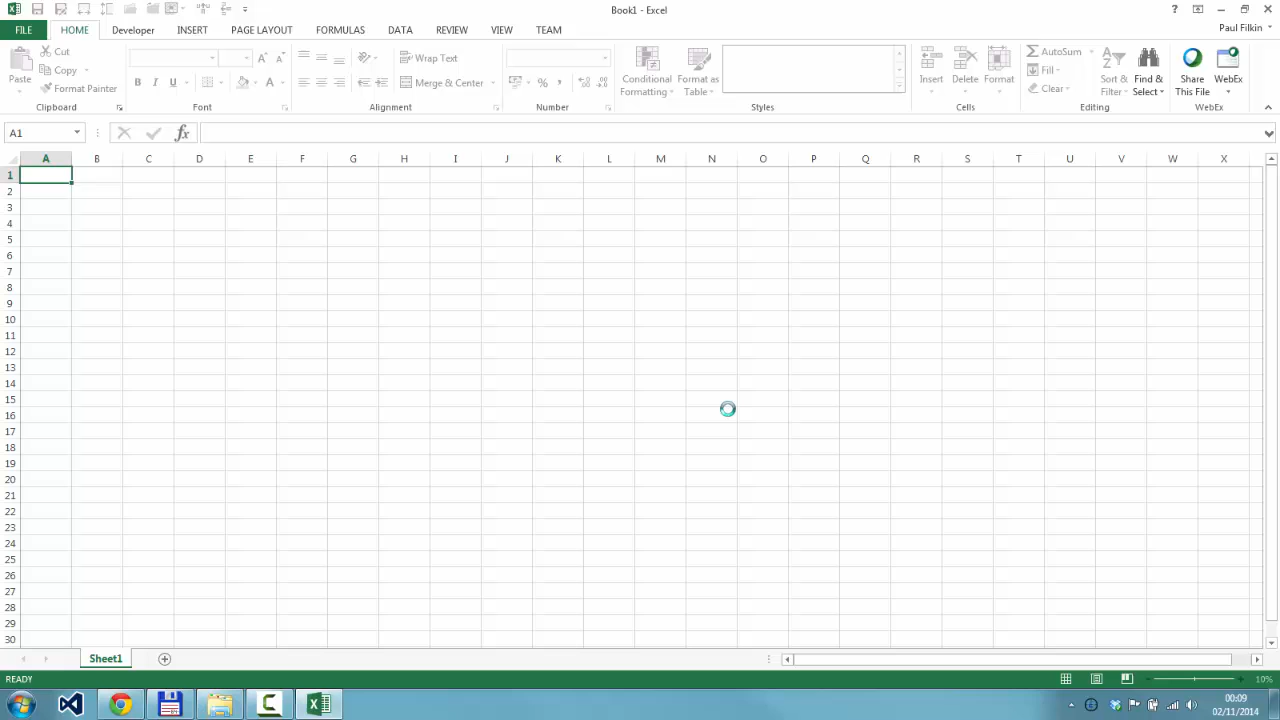 Book1 - Excel
?
FILE HOME Developer INSERT PAGE LAYOUT FORMULAS DATA REVIEW VIEW TEAM Paul Filkin
Paste
Cut
Copy
Format Painter
Clipboard
B I U A
Font
Wrap Text
Merge & Center
Alignment
%
Number
Conditional Formatting
Format as Table
Styles
Insert Delete Format
Cells
AutoSum
Fill
Clear
Sort & Filter
Find & Select
Editing
Share This File
WebEx
WebEx
A1 fx
A B C D E F G H I J K L M N O P Q R S T U V W X
1
2
3
4
5
6
7
8
9
10
11
12
13
14
15
16
17
18
19
20
21
22
23
24
25
26
27
28
29
30
Sheet1
READY
10%
00:09
02/11/2014